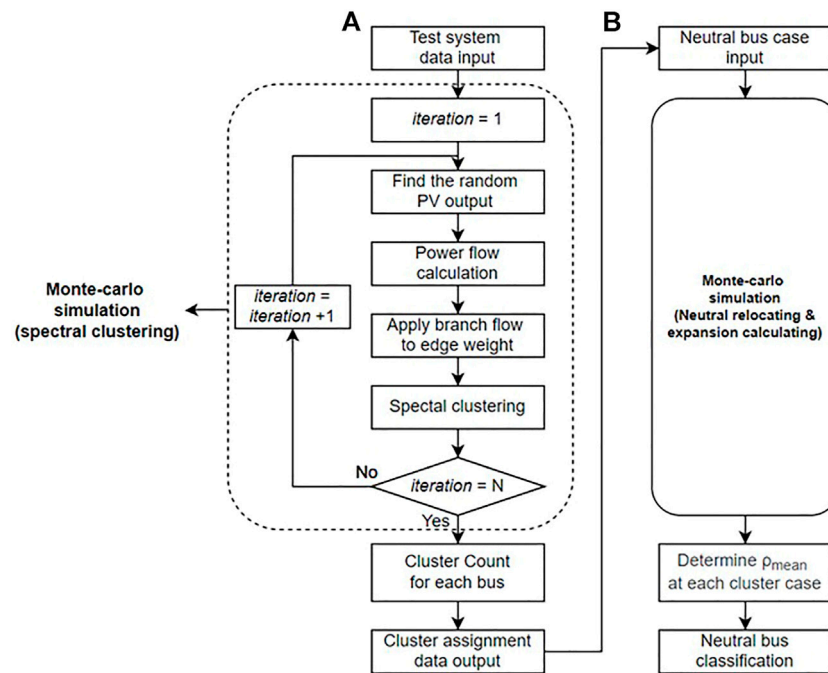 A
Test system
data input
iteration = 1
Find the random
PV output
Power flow
calculation
Apply branch flow
to edge weight
Spectal clustering
iteration = N
No
Yes
iteration =
iteration +1
Monte-carlo
simulation
(spectral clustering)
Cluster Count
for each bus
Cluster assignment
data output
B
Neutral bus case
input
Monte-carlo
simulation
(Neutral relocating &
expansion calculating)
Determine ρmean
at each cluster case
Neutral bus
classification